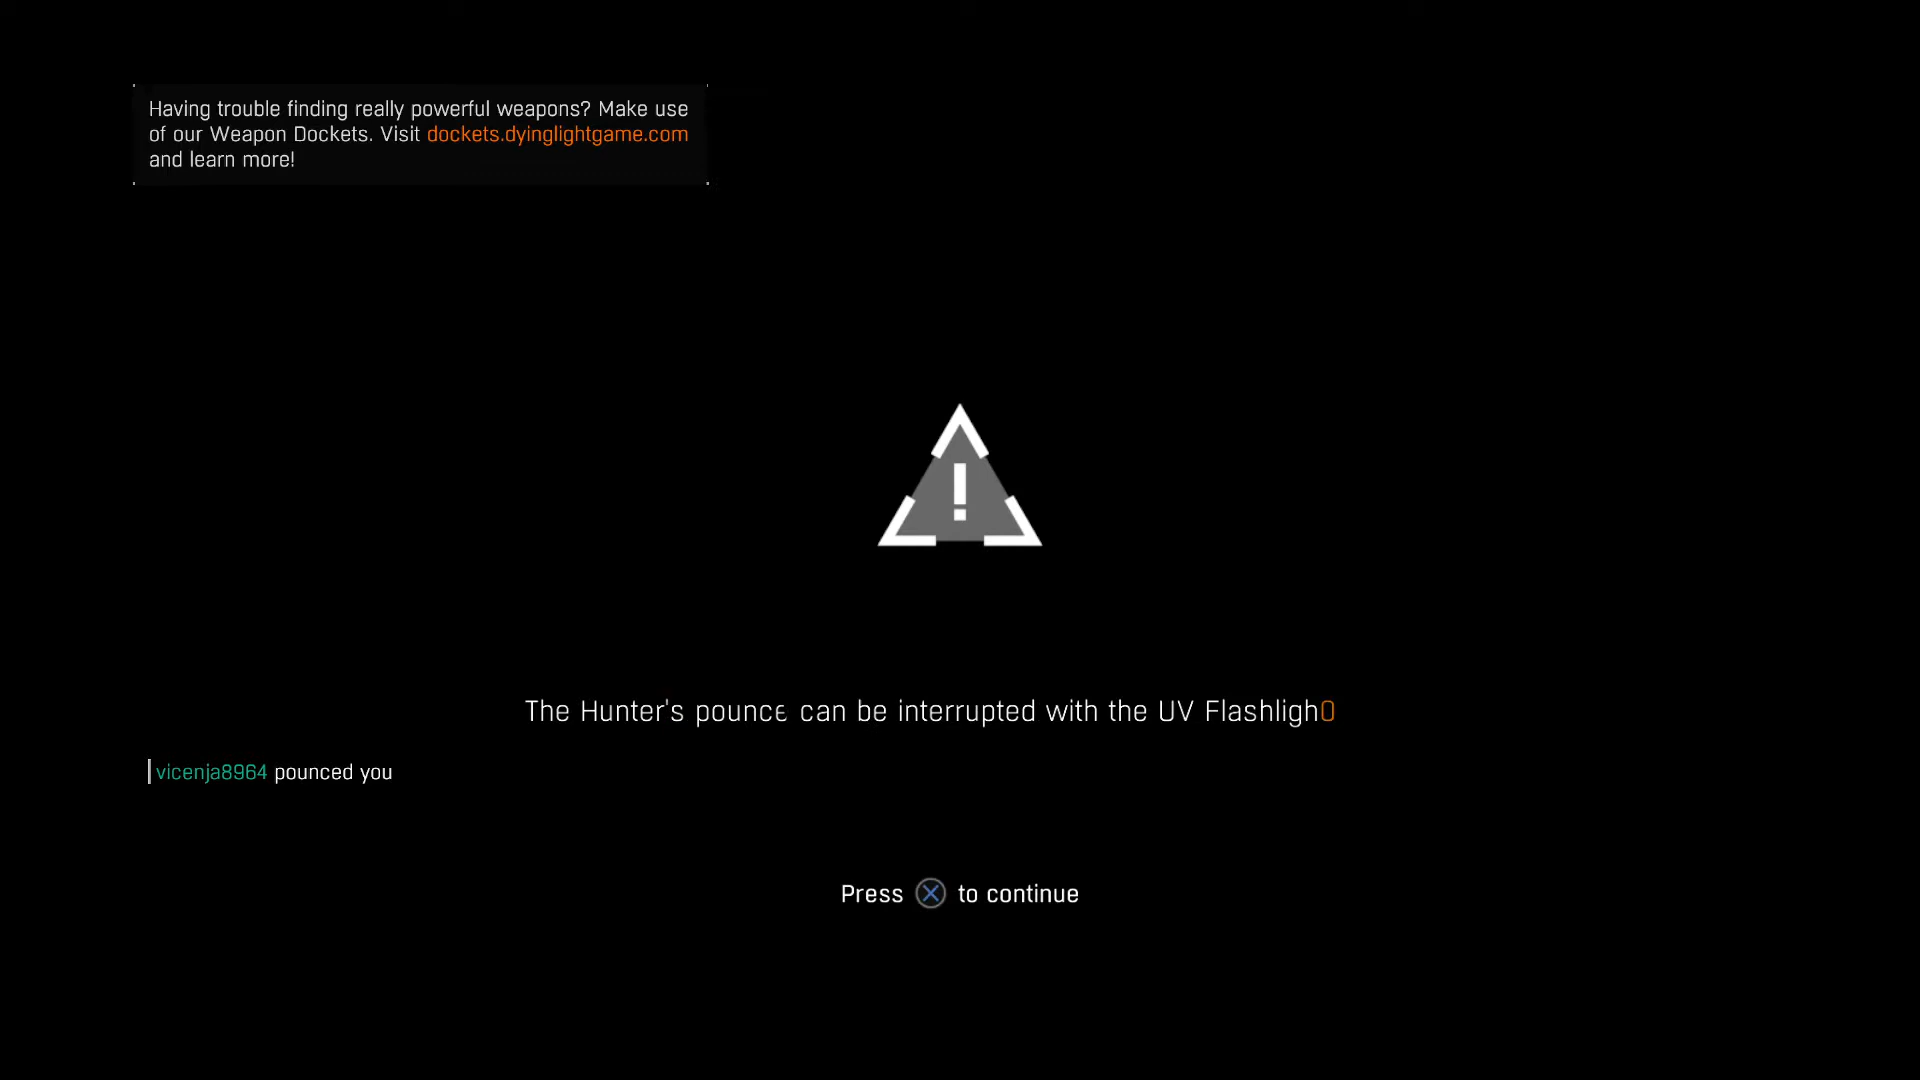 Having trouble finding really powerful weapons? Make use
of our Weapon Dockets. Visit dockets.dyinglightgame.com
and learn more!
!
The Hunter's pounce can be interrupted with the UV Flashligh0
vicenja8964 pounced you
Press X to continue